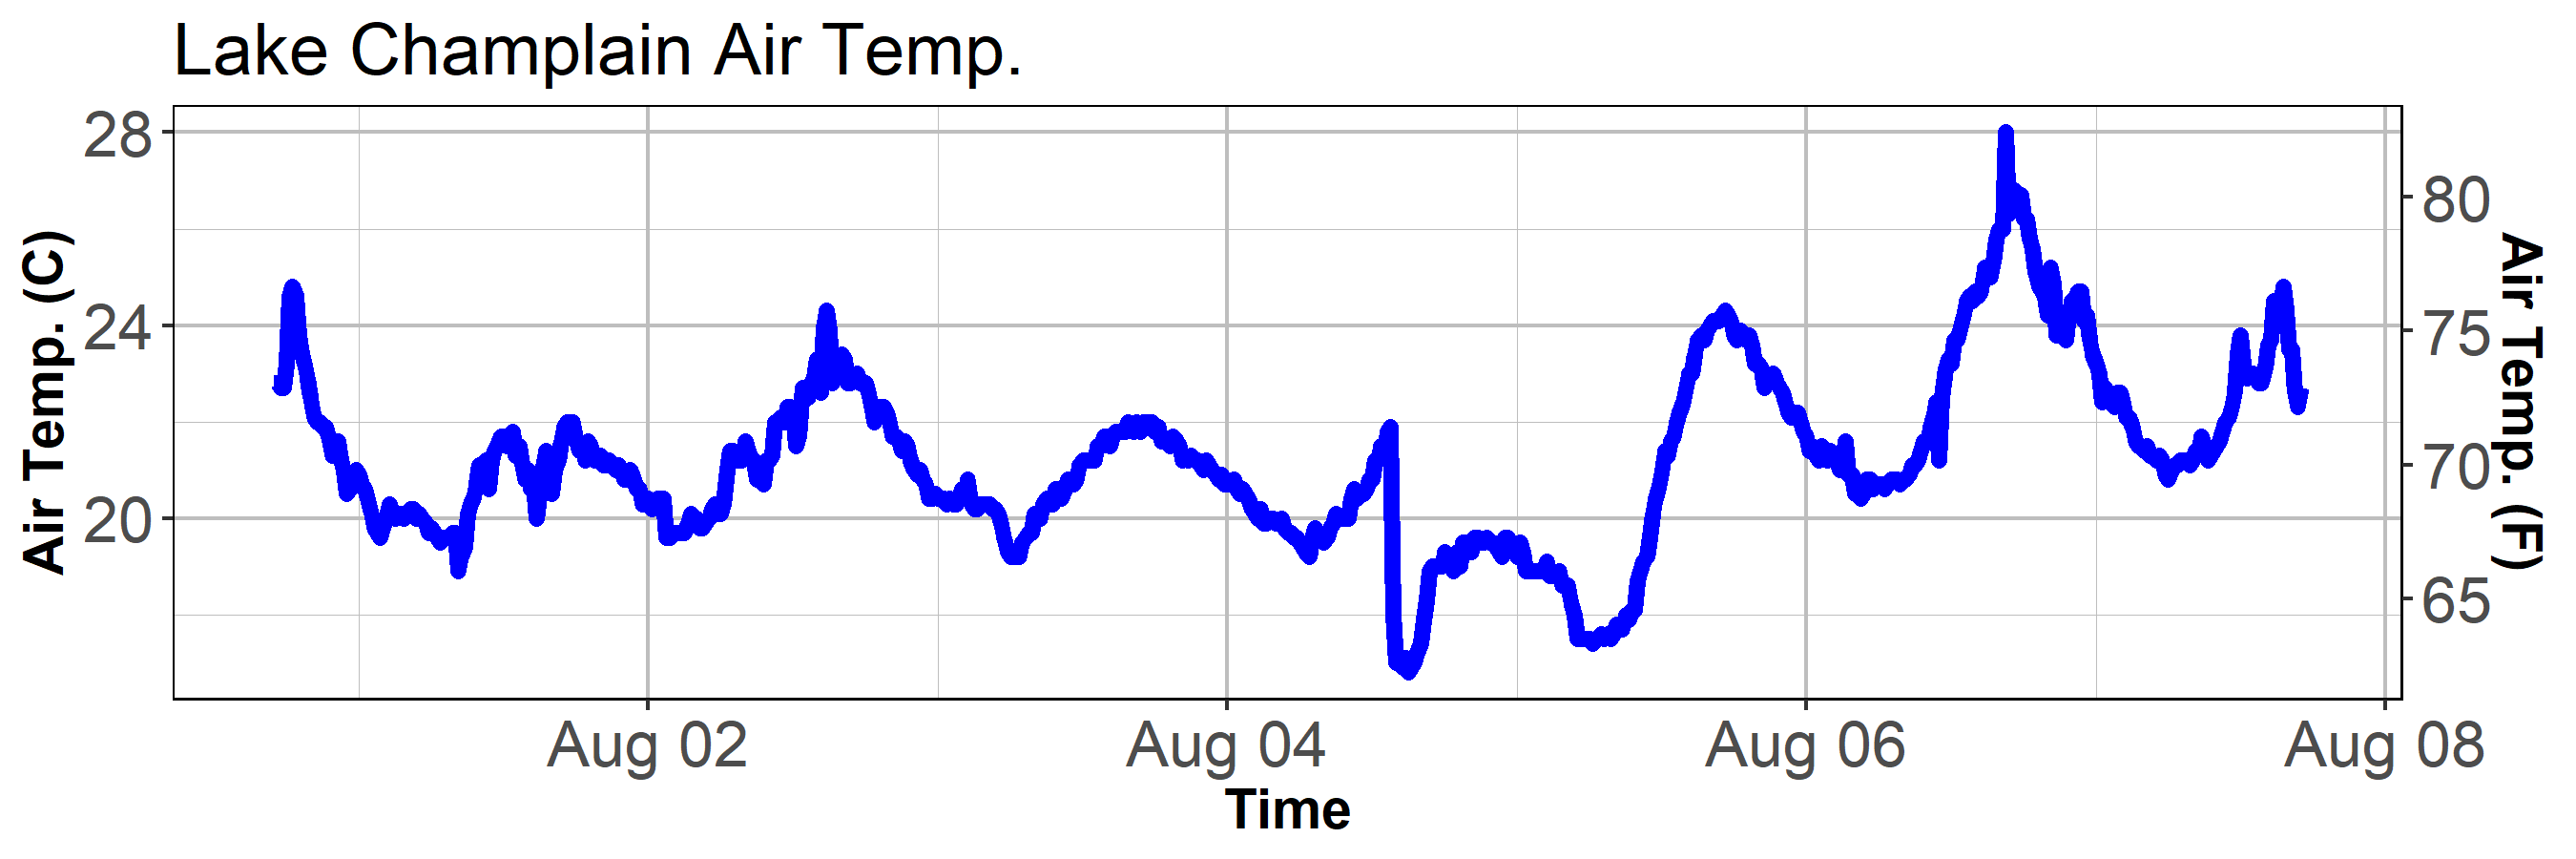 Lake Champlain Air Temp.
28
24
20
Air Temp. (C)
80
75
70
65
Air Temp. (F)
Aug 02
Aug 04
Aug 06
Aug 08
Time